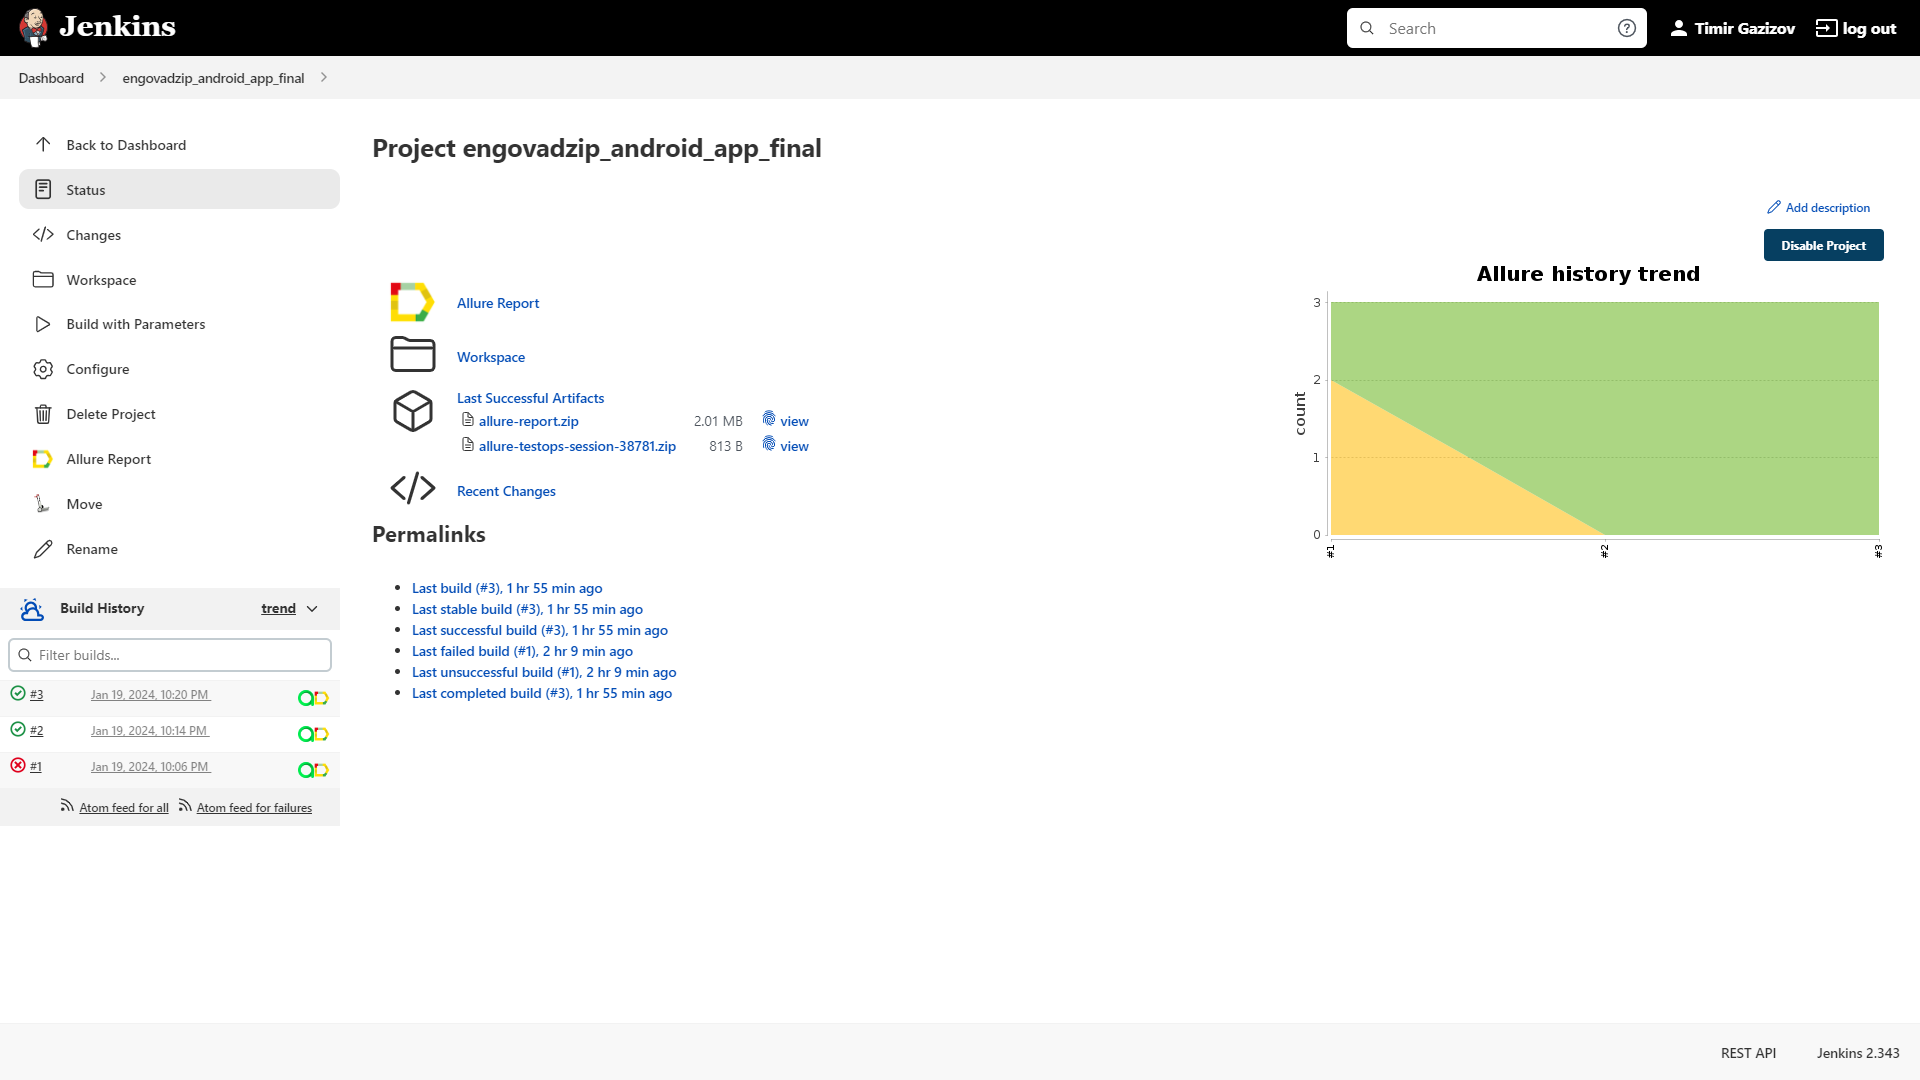 Jenkins
Search
Timir Gazizov
log out
Dashboard
engovadzip_android_app_final
Back to Dashboard
Status
Changes
Workspace
Build with Parameters
Configure
Delete Project
Allure Report
Move
Rename
Build History
trend
Filter builds...
#3 Jan 19, 2024, 10:20 PM
#2 Jan 19, 2024, 10:14 PM
#1 Jan 19, 2024, 10:06 PM
Atom feed for all Atom feed for failures
Project engovadzip_android_app_final
Add description
Disable Project
Allure Report
Workspace
Last Successful Artifacts
allure-report.zip 2.01 MB view
allure-testops-session-38781.zip 813 B view
Recent Changes
Permalinks
Last build (#3), 1 hr 55 min ago
Last stable build (#3), 1 hr 55 min ago
Last successful build (#3), 1 hr 55 min ago
Last failed build (#1), 2 hr 9 min ago
Last unsuccessful build (#1), 2 hr 9 min ago
Last completed build (#3), 1 hr 55 min ago
Allure history trend
count
3
2
1
0
#1
#2
#3
REST API
Jenkins 2.343